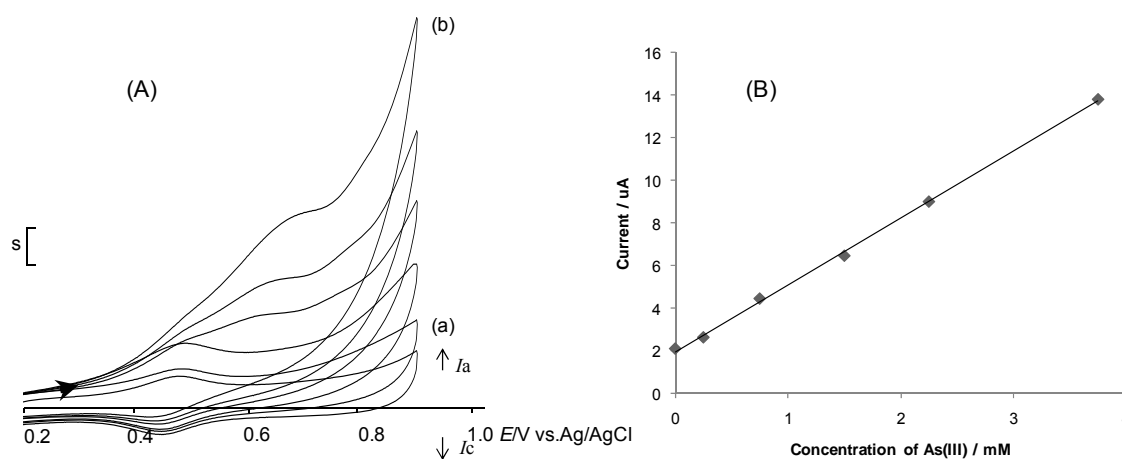 (A)
(b)
s
(a)
↑ Ia
0.2 0.4 0.6 0.8 1.0 E/V vs.Ag/AgCl
↓ Ic
(B)
Current / uA
16
14
12
10
8
6
4
2
0
0 1 2 3
Concentration of As(III) / mM